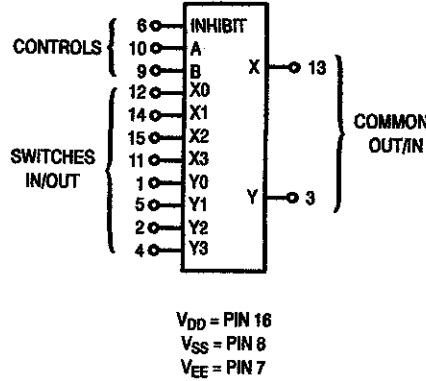 CONTROLS
SWITCHES
IN/OUT
6 INHIBIT
10 A
9 B
12 X0
14 X1
15 X2
11 X3
1 Y0
5 Y1
2 Y2
4 Y3
X 13
Y 3
COMMON
OUT/IN
VDD = PIN 16
VSS = PIN 8
VEE = PIN 7